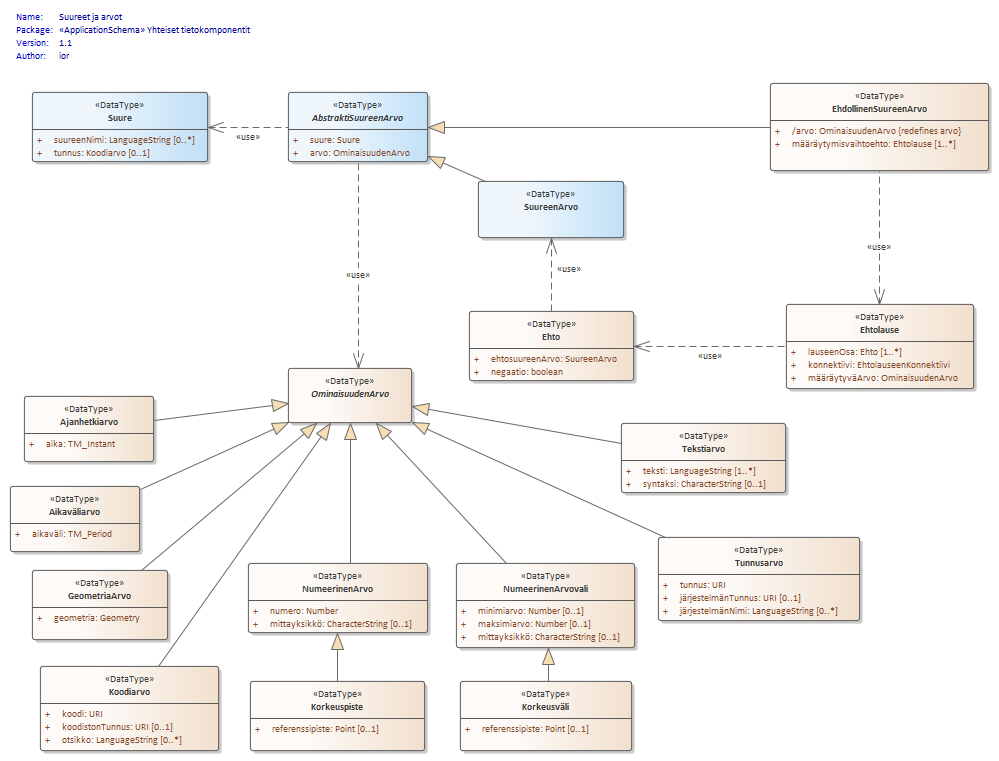 Name: Suureet ja arvot
Package: «ApplicationSchema» Yhteiset tietokomponentit
Version: 1.1
Author: ior
«DataType»
Suure
+ suureenNimi: LanguageString [0..*]
+ tunnus: Koodiarvo [0..1]
«use»
«DataType»
AbstraktiSuureenArvo
+ suure: Suure
+ arvo: OminaisuudenArvo
«DataType»
EhdollinenSuureenArvo
+ /arvo: OminaisuudenArvo {redefines arvo}
+ määräytymisvaihtoehto: Ehtolause [1..*]
«DataType»
SuureenArvo
«use»
«use»
«use»
«DataType»
Ehto
+ ehtosuureenArvo: SuureenArvo
+ negaatio: boolean
«use»
«DataType»
Ehtolause
+ lauseenOsa: Ehto [1..*]
+ konnektiivi: EhtolauseenKonnektiivi
+ määräytyväArvo: OminaisuudenArvo
«DataType»
OminaisuudenArvo
«DataType»
Ajanhetkiarvo
+ aika: TM_Instant
«DataType»
Tekstiarvo
+ teksti: LanguageString [1..*]
+ syntaksi: CharacterString [0..1]
«DataType»
Aikaväliarvo
+ aikaväli: TM_Period
«DataType»
Tunnusarvo
+ tunnus: URI
+ järjestelmänTunnus: URI [0..1]
+ järjestelmänNimi: LanguageString [0..*]
«DataType»
GeometriaArvo
+ geometria: Geometry
«DataType»
NumeerinenArvo
+ numero: Number
+ mittayksikkö: CharacterString [0..1]
«DataType»
NumeerinenArvovali
+ minimiarvo: Number [0..1]
+ maksimiarvo: Number [0..1]
+ mittayksikkö: CharacterString [0..1]
«DataType»
Koodiarvo
+ koodi: URI
+ koodistonTunnus: URI [0..1]
+ otsikko: LanguageString [0..*]
«DataType»
Korkeuspiste
+ referenssipiste: Point [0..1]
«DataType»
Korkeusväli
+ referenssipiste: Point [0..1]